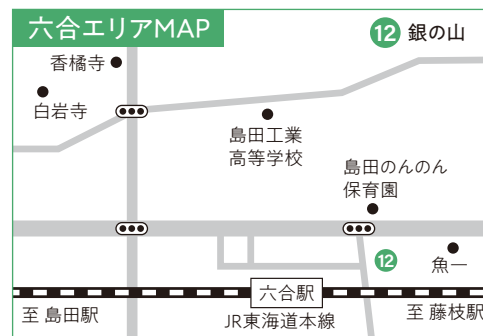 六合エリアMAP
12 銀の山
香橘寺
白岩寺
島田工業
高等学校
島田のんのん
保育園
12
魚一
六合駅
至 島田駅
JR東海道本線
至 藤枝駅